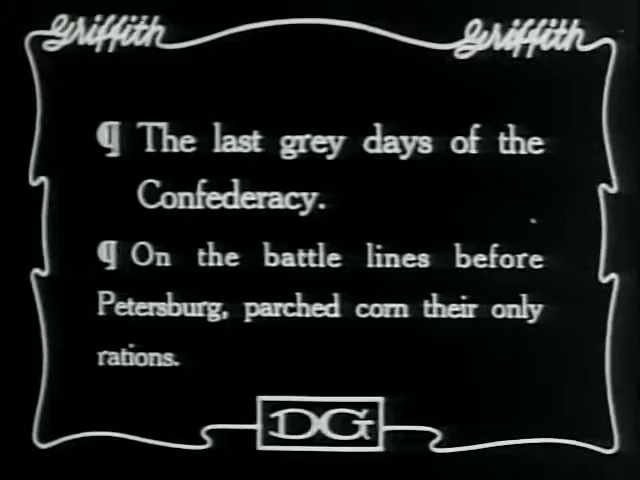 Griffith Griffith
¶ The last grey days of the
Confederacy.
¶ On the battle lines before
Petersburg, parched corn their only
rations.
DG